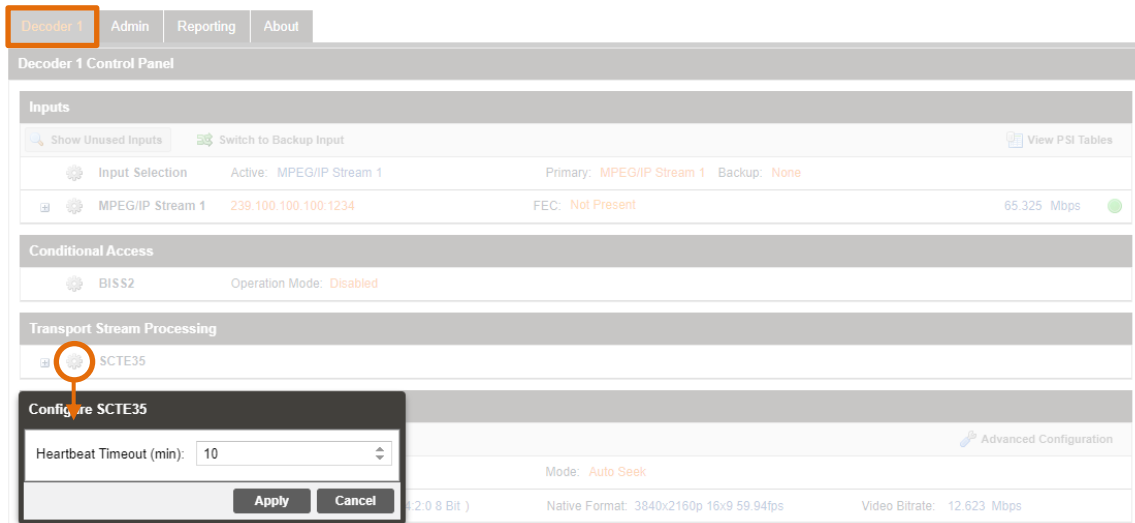 Decoder 1 Admin Reporting About
Decoder 1 Control Panel
Inputs
Show Unused Inputs Switch to Backup Input View PSI Tables
Input Selection Active: MPEG/IP Stream 1 Primary: MPEG/IP Stream 1 Backup: None
MPEG/IP Stream 1 239.100.100.100:1234 FEC: Not Present 65.325 Mbps
Conditional Access
BISS2 Operation Mode: Disabled
Transport Stream Processing
SCTE35
Configure SCTE35
Advanced Configuration
Heartbeat Timeout (min): 10
Mode: Auto Seek
Apply Cancel
4:2:0 8 Bit ) Native Format: 3840x2160p 16x9 59.94fps Video Bitrate: 12.623 Mbps